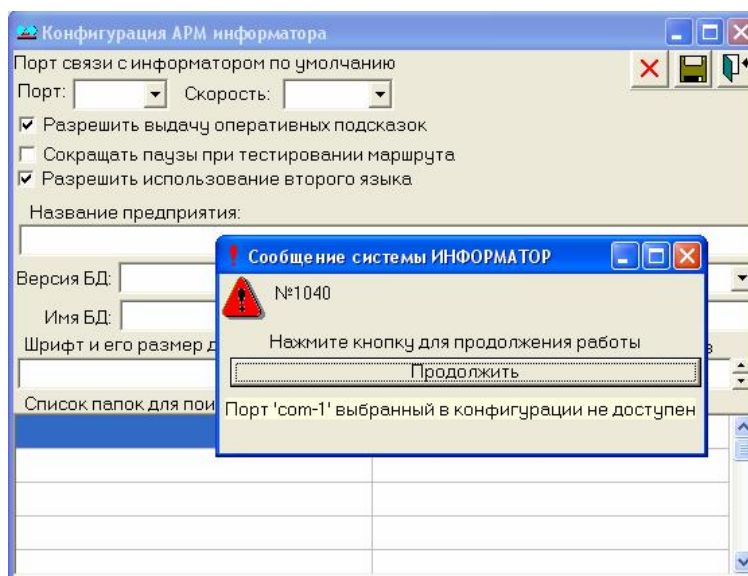 Конфигурация АРМ информатора
Порт связи с информатором по умолчанию
Порт: Скорость:
Разрешить выдачу оперативных подсказок
Сокращать паузы при тестировании маршрута
Разрешить использование второго языка
Название предприятия:
Сообщение системы ИНФОРМАТОР
Версия БД:
№1040
Имя БД:
Шрифт и его размер д
Нажмите кнопку для продолжения работы
Продолжить
Список папок для пои
Порт 'com-1' выбранный в конфигурации не доступен